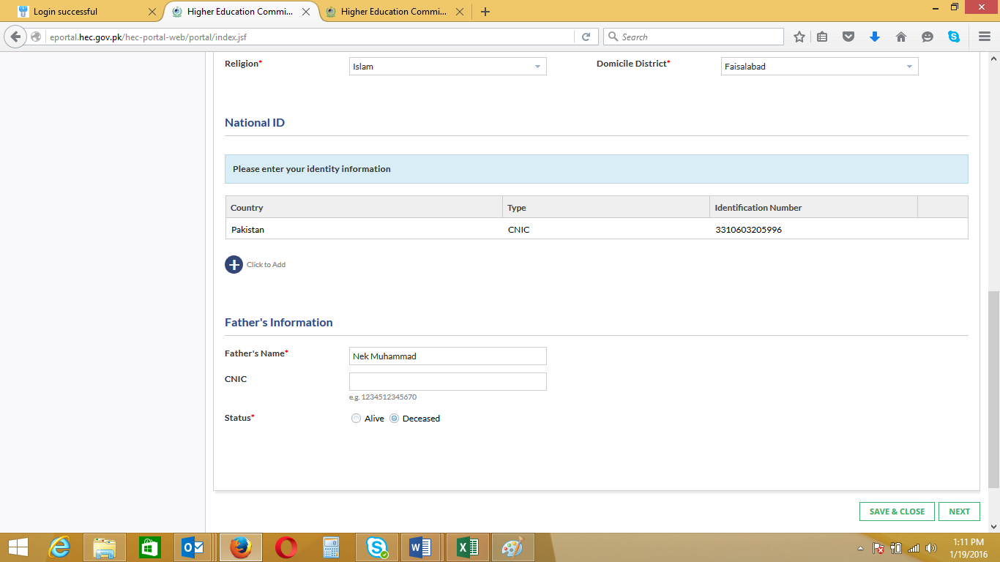 Login successful
Higher Education Commi...
Higher Education Commi...
eportal.hec.gov.pk/hec-portal-web/portal/index.jsf
Search
Religion*
Islam
Domicile District*
Faisalabad
National ID
Please enter your identity information
Country
Type
Identification Number
Pakistan
CNIC
3310603205996
Click to Add
Father's Information
Father's Name*
Nek Muhammad
CNIC
e.g. 1234512345670
Status*
Alive
Deceased
SAVE & CLOSE
NEXT
1:11 PM
1/19/2016